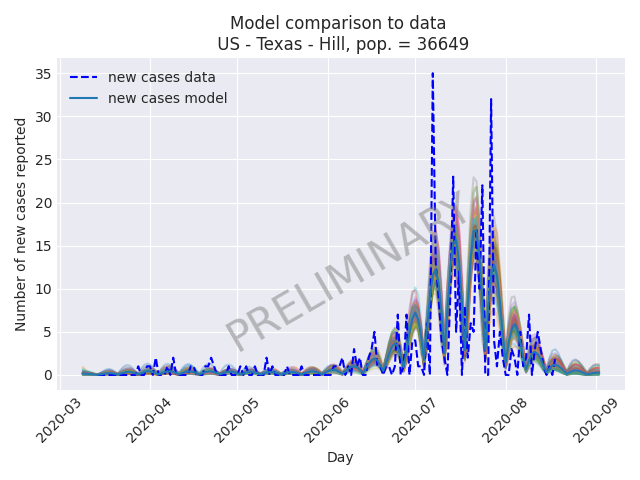 Model comparison to data
US - Texas - Hill, pop. = 36649
new cases data
new cases model
Number of new cases reported
35
30
25
20
15
10
5
0
PRELIMINARY
2020-03
2020-04
2020-05
2020-06
2020-07
2020-08
2020-09
Day